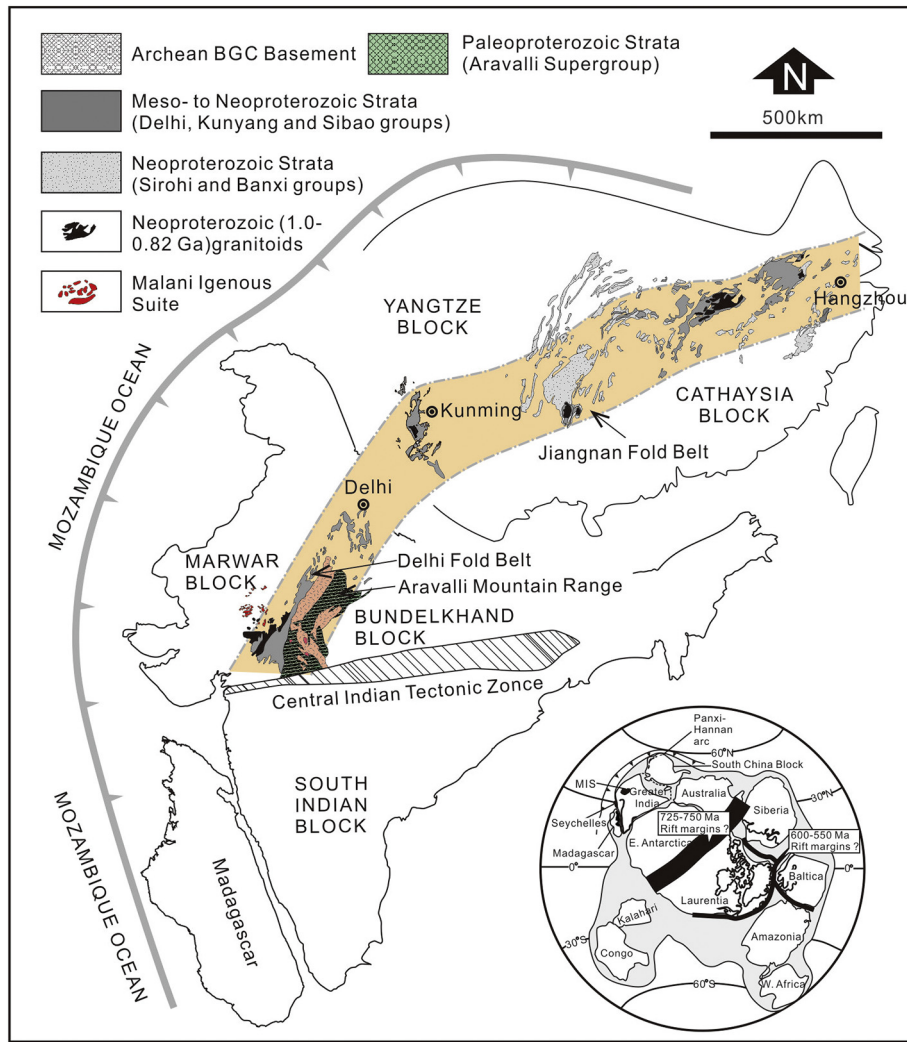 Archean BGC Basement
Paleoproterozoic Strata
(Aravalli Supergroup)
Meso- to Neoproterozoic Strata
(Delhi, Kunyang and Sibao groups)
Neoproterozoic Strata
(Sirohi and Banxi groups)
Neoproterozoic (1.0-
0.82 Ga)granitoids
Malani Igenous
Suite
N
500km
YANGTZE
BLOCK
Hangzhou
CATHAYSIA
BLOCK
Kunming
Jiangnan Fold Belt
MOZAMBIQUE OCEAN
Delhi
MARWAR
BLOCK
Delhi Fold Belt
Aravalli Mountain Range
BUNDELKHAND
BLOCK
Central Indian Tectonic Zonce
SOUTH
INDIAN
BLOCK
Madagascar
MOZAMBIQUE OCEAN
Panxi-
Hannan
arc
60°N
South China Block
MIS
Greater
India
Australia
Siberia
30°N
Seychelles
725-750 Ma
Rift margins ?
600-550 Ma
Rift margins ?
E. Antarctica
Madagascar
0°
0°
Baltica
Laurentia
Kalahari
Amazonia
30°S
Congo
60°S
W. Africa